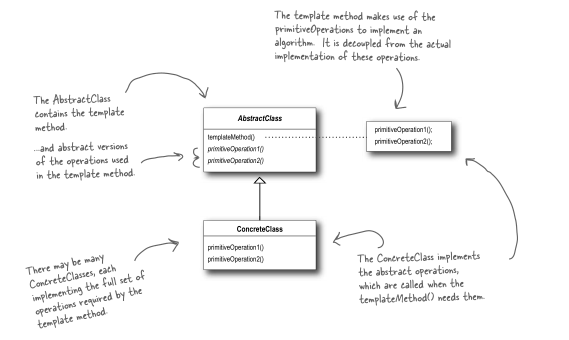 The template method makes use of the
primitiveOperations to implement an
algorithm. It is decoupled from the actual
implementation of these operations.
The AbstractClass
contains the template
method.
...and abstract versions
of the operations used
in the template method.
AbstractClass
templateMethod()
primitiveOperation1()
primitiveOperation2()
primitiveOperation1();
primitiveOperation2();
ConcreteClass
primitiveOperation1()
primitiveOperation2()
There may be many
ConcreteClasses, each
implementing the full set of
operations required by the
template method.
The ConcreteClass implements
the abstract operations,
which are called when the
templateMethod() needs them.